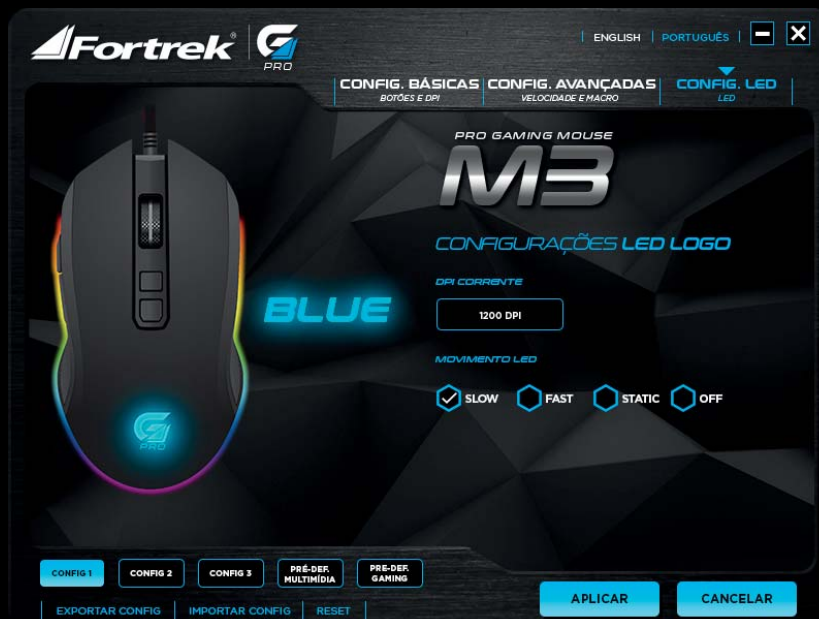 Fortrek®
G
PRO
ENGLISH
PORTUGUÊS
CONFIG. BÁSICAS
BOTÕES E DPI
CONFIG. AVANÇADAS
VELOCIDADE E MACRO
CONFIG. LED
LED
PRO GAMING MOUSE
M3
CONFIGURAÇÕES LED LOGO
DPI CORRENTE
1200 DPI
BLUE
MOVIMENTO LED
SLOW
FAST
STATIC
OFF
G
PRO
CONFIG 1
CONFIG 2
CONFIG 3
PRÉ-DEF.
MULTIMÍDIA
PRE-DEF.
GAMING
EXPORTAR CONFIG
IMPORTAR CONFIG
RESET
APLICAR
CANCELAR